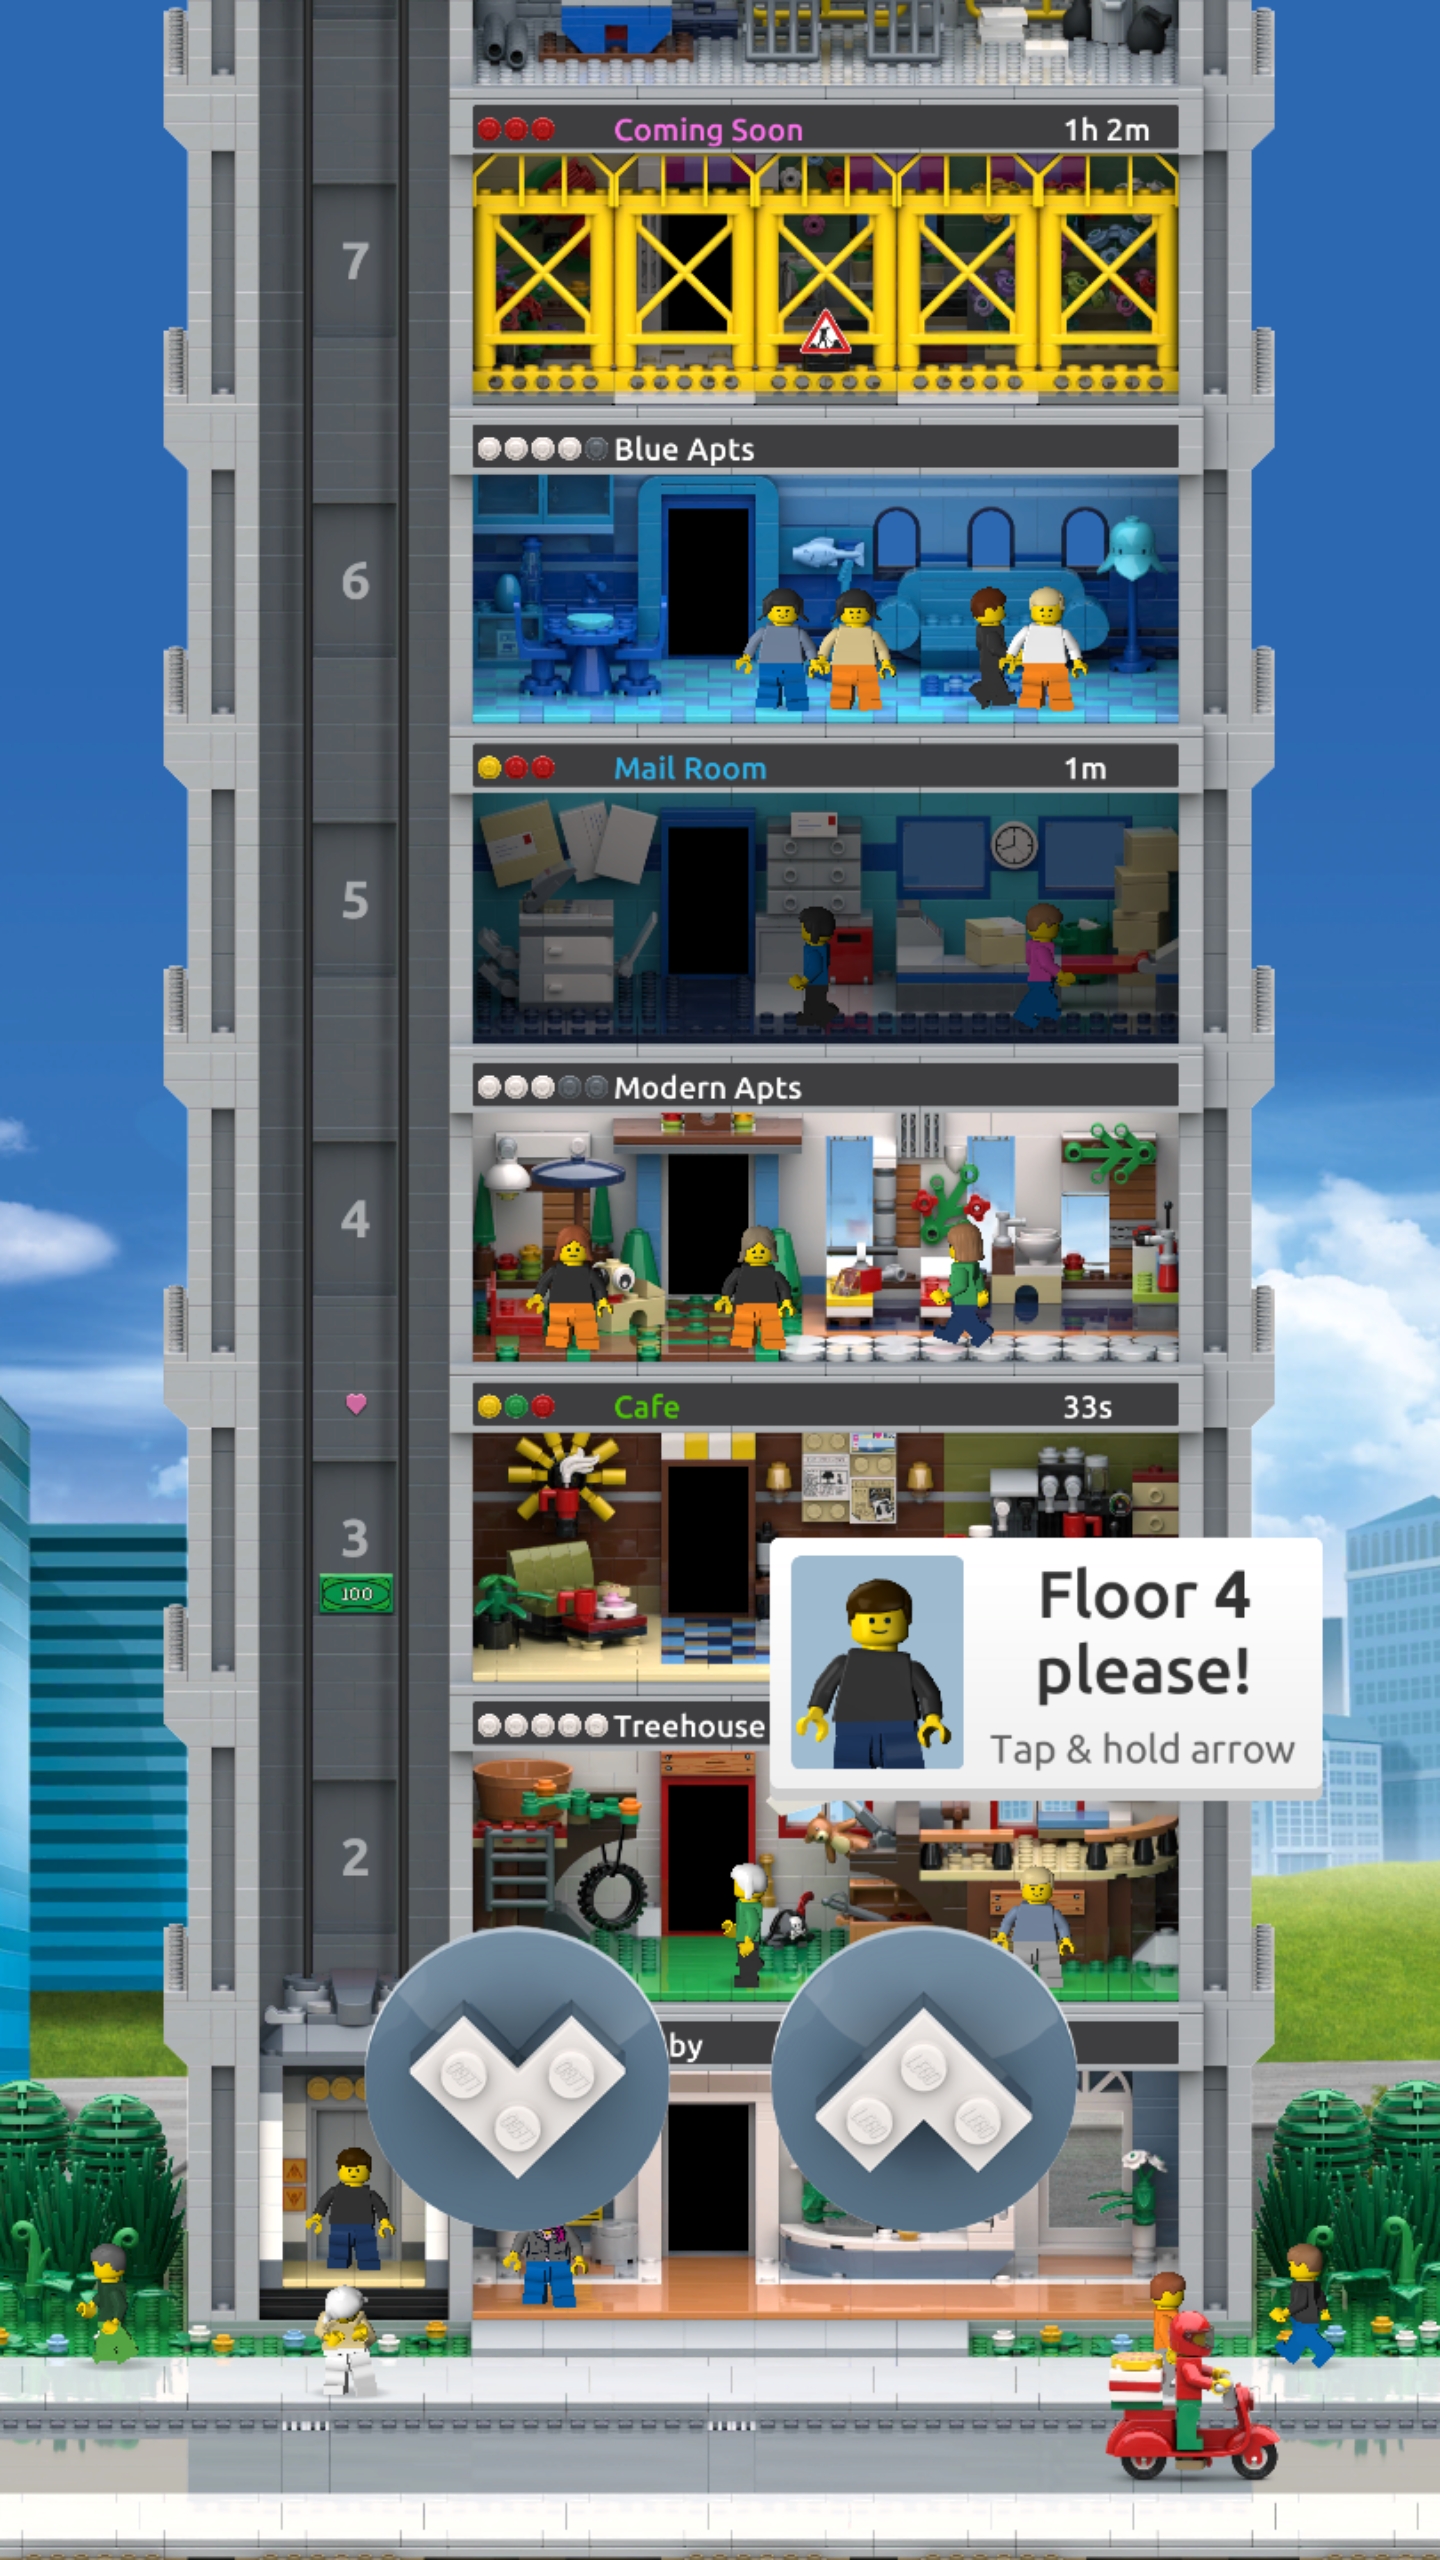 Coming Soon 1h 2m
7
Blue Apts
6
Mail Room 1m
5
Modern Apts
4
Cafe 33s
3
100
Floor 4
please!
Tap & hold arrow
Treehouse
2
by